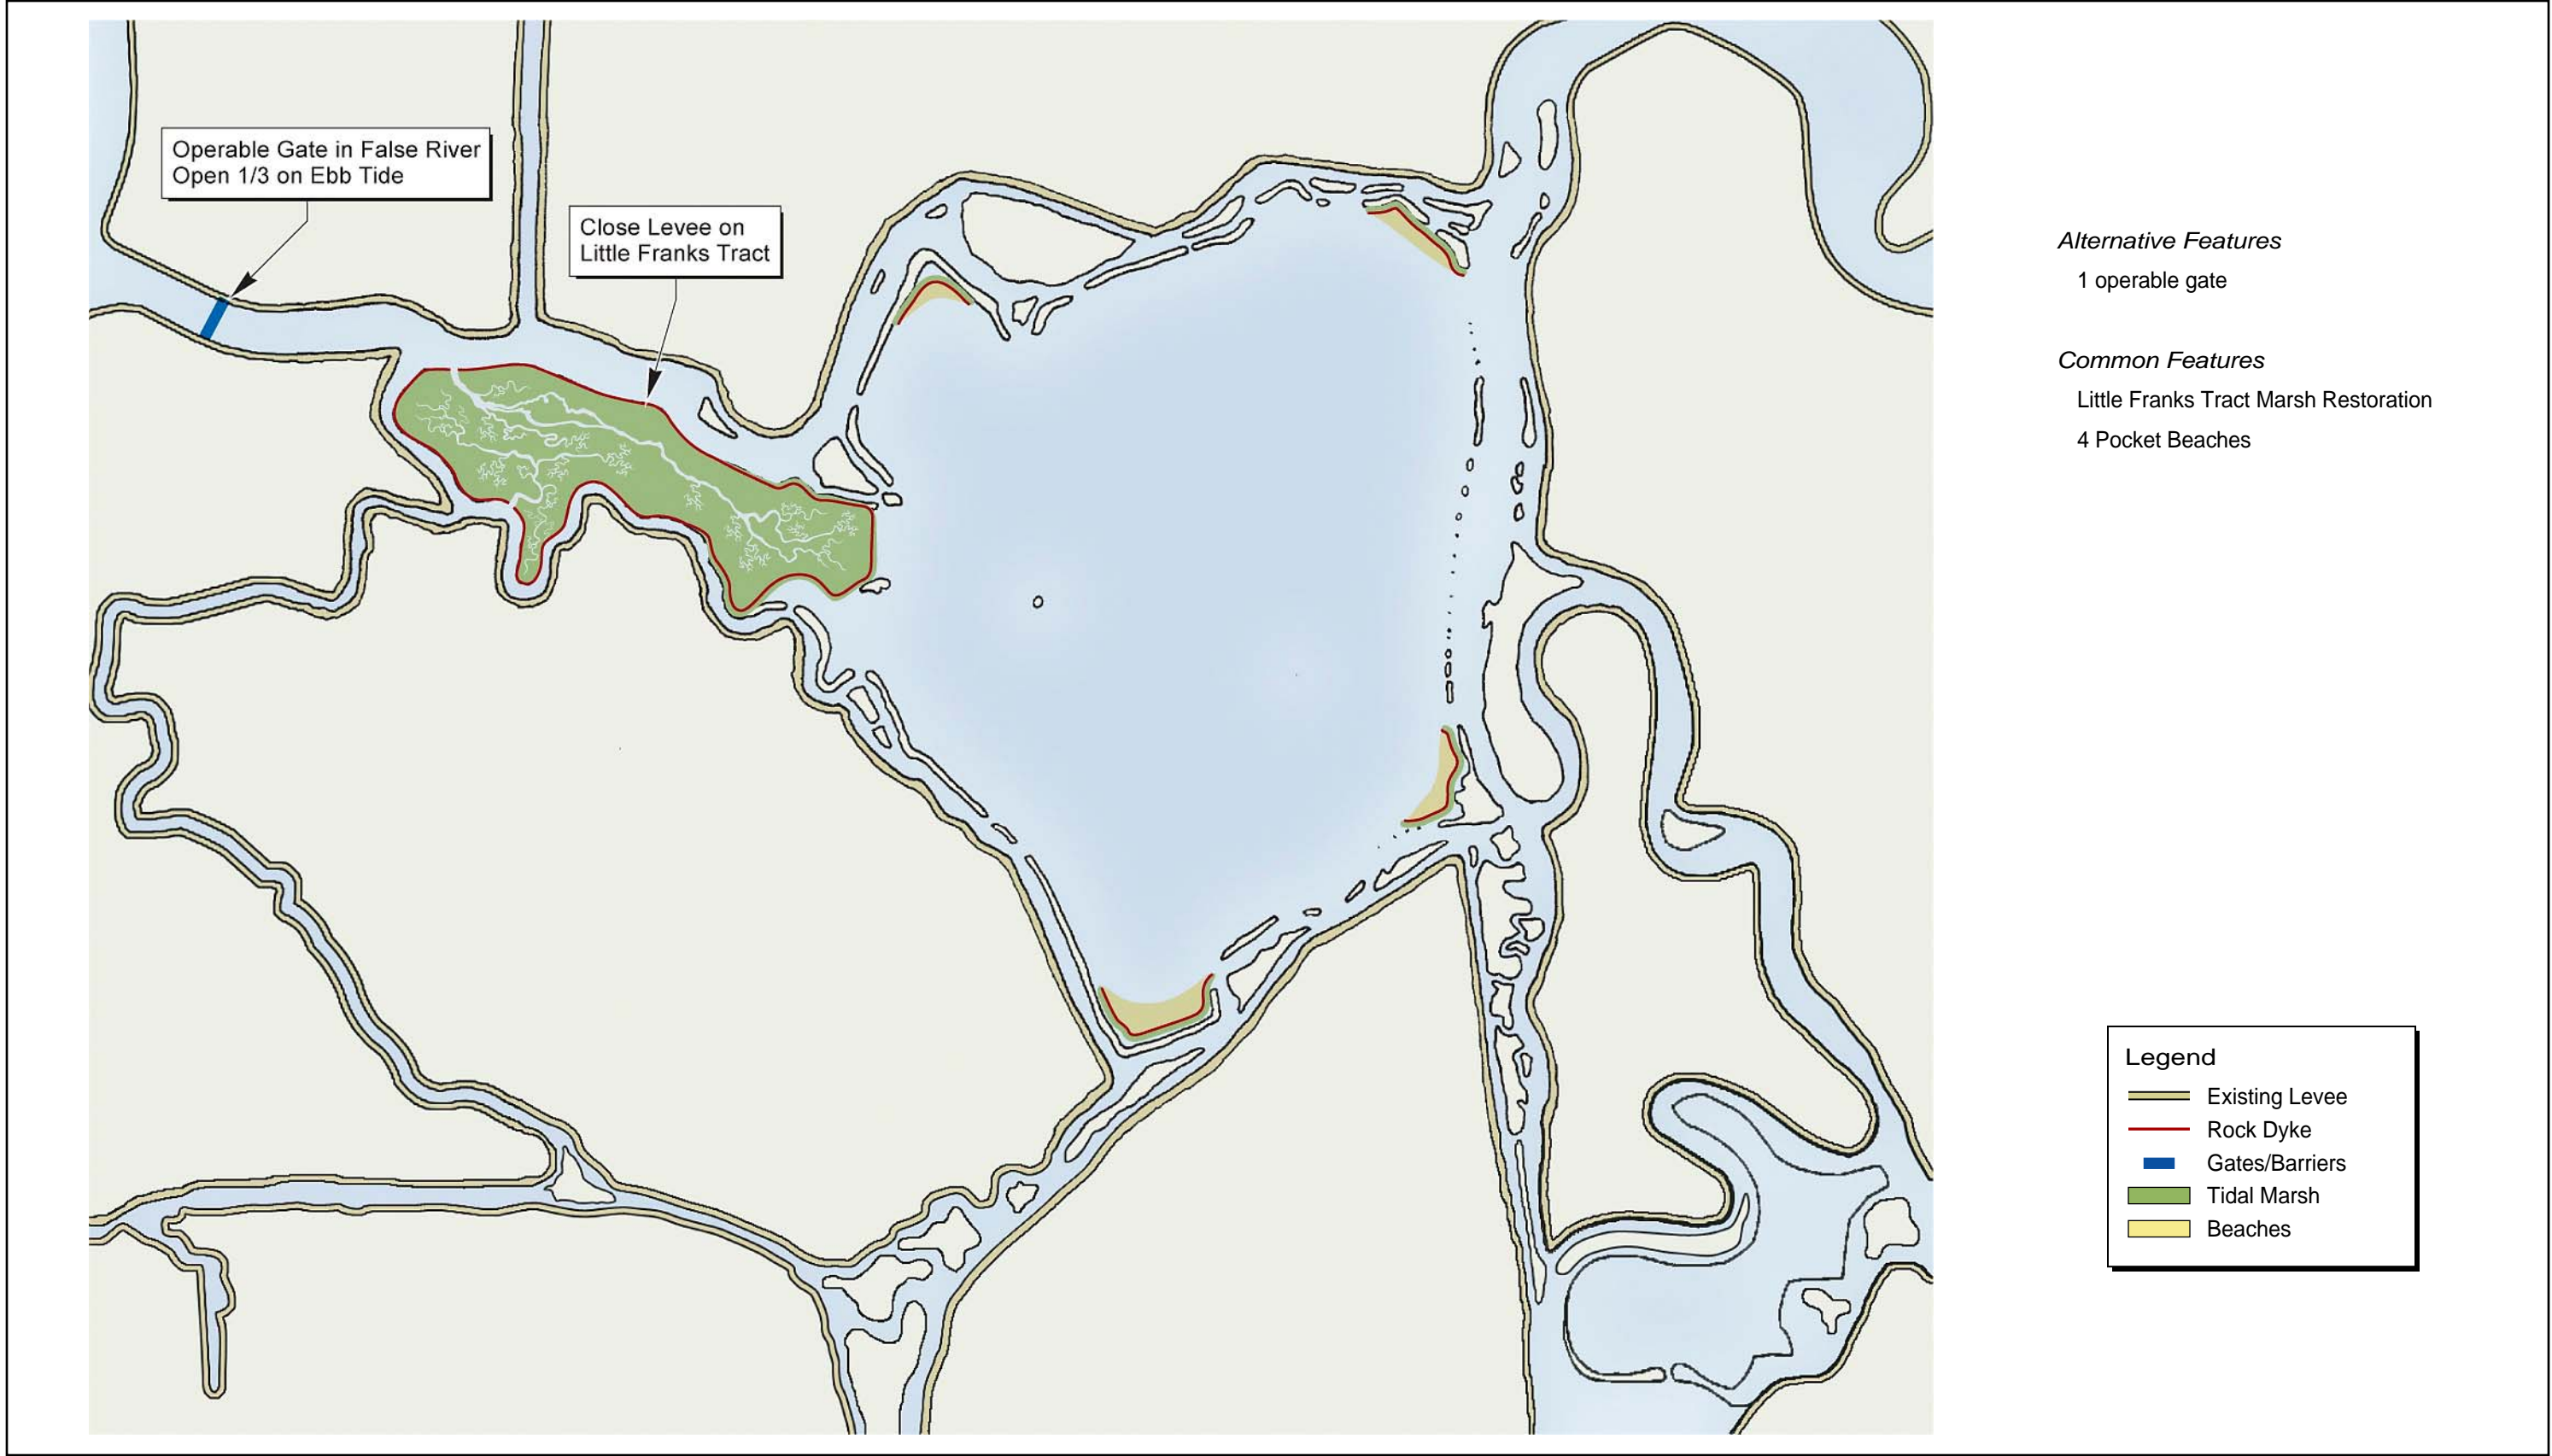 Operable Gate in False River
Open 1/3 on Ebb Tide
Close Levee on
Little Franks Tract
Alternative Features
1 operable gate
Common Features
Little Franks Tract Marsh Restoration
4 Pocket Beaches
Legend
Existing Levee
Rock Dyke
Gates/Barriers
Tidal Marsh
Beaches